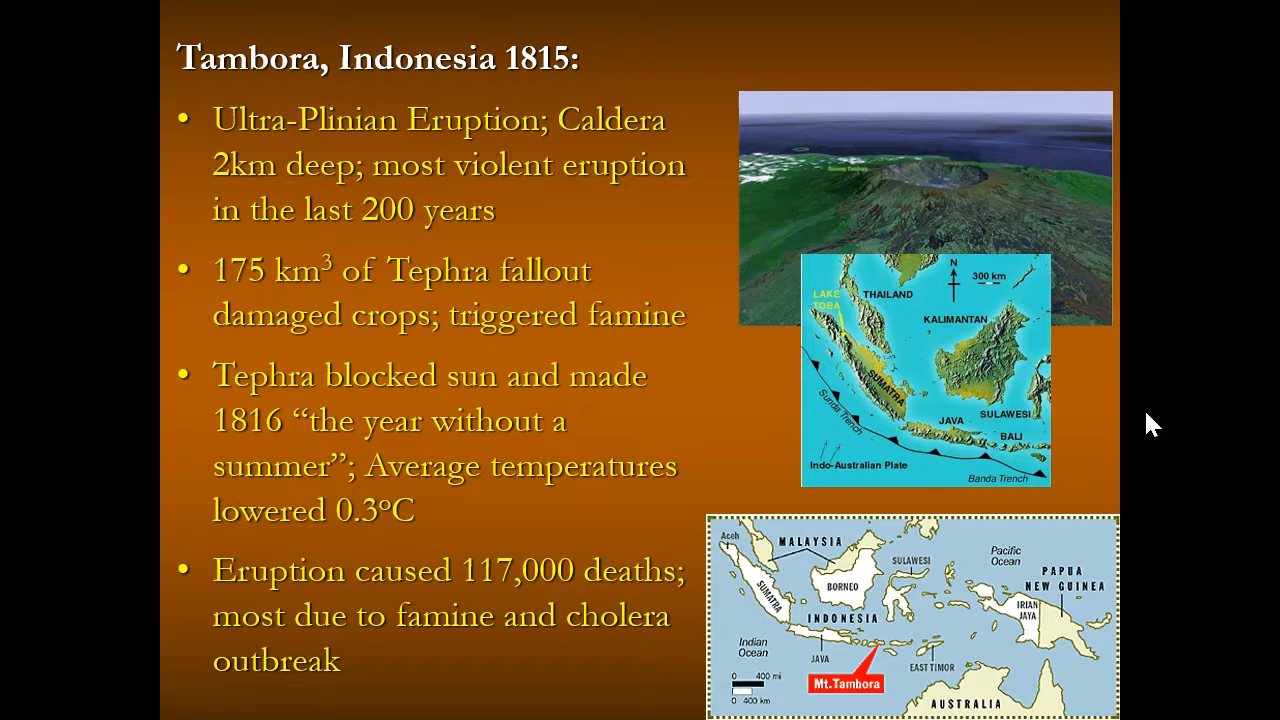 Tambora, Indonesia 1815:
• Ultra-Plinian Eruption; Caldera
2km deep; most violent eruption
in the last 200 years
• 175 km³ of Tephra fallout
damaged crops; triggered famine
• Tephra blocked sun and made
1816 “the year without a
summer”; Average temperatures
lowered 0.3ºC
• Eruption caused 117,000 deaths;
most due to famine and cholera
outbreak
N
300 km
LAKE
TOBA
THAILAND
KALIMANTAN
SUMATRA
Sunda Trench
JAVA
SULAWESI
BALI
Indo-Australian Plate
Banda Trench
Aceh
MALAYSIA
SULAWESI
Pacific
Ocean
PAPUA
NEW GUINEA
SUMATRA
BORNEO
IRIAN
JAYA
INDONESIA
Indian
Ocean
JAVA
EAST TIMOR
Mt.Tambora
0 400 mi
0 400 km
AUSTRALIA